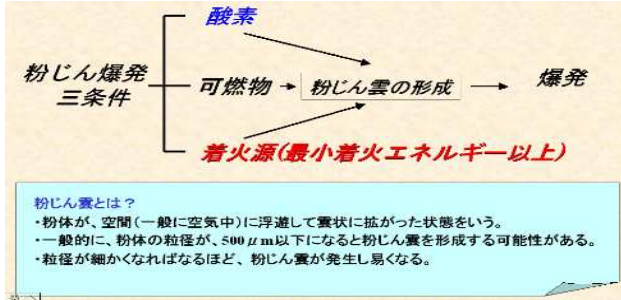 酸素
粉じん爆発
三条件
可燃物
粉じん雲の形成
爆発
着火源(最小着火エネルギー以上)
粉じん雲とは?
・粉体が、空間(一般に空気中)に浮遊して雲状に拡がった状態をいう。
・一般的に、粉体の粒径が、500μm以下になると粉じん雲を形成する可能性がある。
・粒径が細かくなればなるほど、粉じん雲が発生し易くなる。